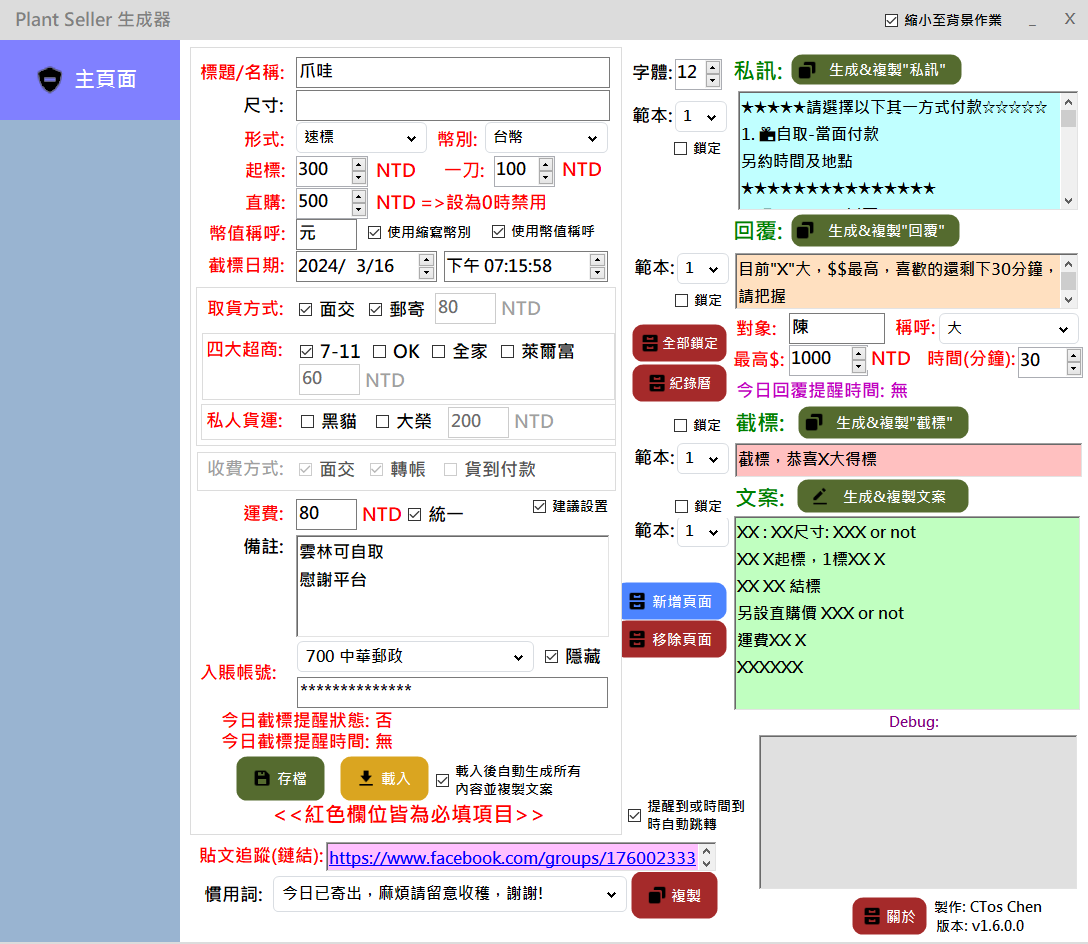 Plant Seller 生成器
縮小至背景作業
_ X
主頁面
標題/名稱: 爪哇
尺寸:
形式: 速標 幣別: 台幣
起標: 300 NTD 一刀: 100 NTD
直購: 500 NTD =>設為0時禁用
幣值稱呼: 元 使用縮寫幣別 使用幣值稱呼
截標日期: 2024/ 3/16 下午 07:15:58
取貨方式: 面交 郵寄 80 NTD
四大超商: 7-11 OK 全家 萊爾富
60 NTD
私人貨運: 黑貓 大榮 200 NTD
收費方式: 面交 轉帳 貨到付款
運費: 80 NTD 統一 建議設置
備註: 雲林可自取
慰謝平台
入賬帳號: 700 中華郵政 隱藏
**************
今日截標提醒狀態: 否
今日截標提醒時間: 無
存檔 載入 載入後自動生成所有
內容並複製文案
<<紅色欄位皆為必填項目>>
貼文追蹤(鏈結): https://www.facebook.com/groups/176002333
慣用詞: 今日已寄出，麻煩請留意收穫，謝謝! 複製
字體: 12 私訊: 生成&複製"私訊"
範本: 1
鎖定
★★★★★請選擇以下其一方式付款☆☆☆☆☆
1. 🎁自取-當面付款
另約時間及地點
★★★★★★★★★★★★★★★
回覆: 生成&複製"回覆"
範本: 1
鎖定
目前"X"大，$$最高，喜歡的還剩下30分鐘，
請把握
全部鎖定
紀錄曆
對象: 陳 稱呼: 大
最高$: 1000 NTD 時間(分鐘): 30
今日回覆提醒時間: 無
鎖定 截標: 生成&複製"截標"
範本: 1 截標，恭喜X大得標
鎖定 文案: 生成&複製文案
範本: 1
XX : XX尺寸: XXX or not
XX X起標，1標XX X
XX XX 結標
另設直購價 XXX or not
運費XX X
XXXXXX
新增頁面
移除頁面
Debug:
提醒到或時間到
時自動跳轉
關於 製作: CTos Chen
版本: v1.6.0.0